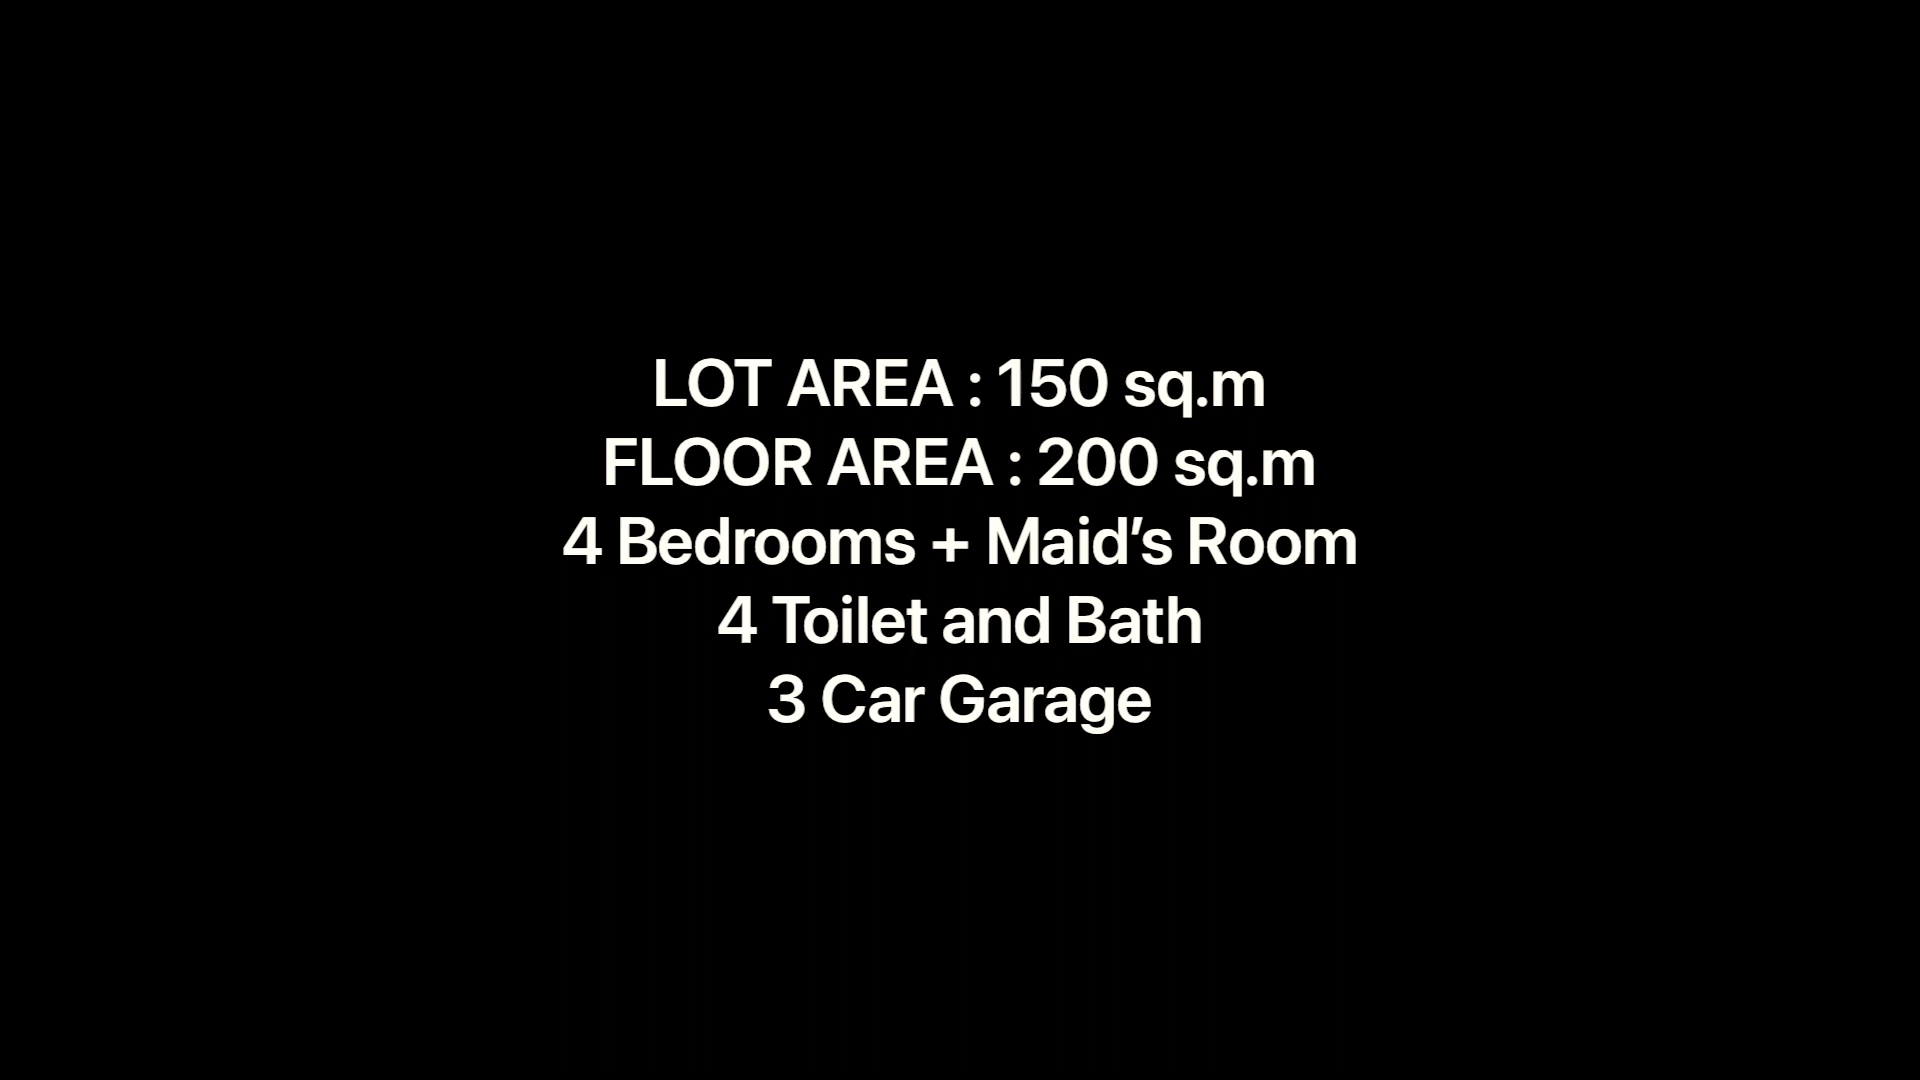 LOT AREA : 150 sq.m
FLOOR AREA : 200 sq.m
4 Bedrooms + Maid’s Room
4 Toilet and Bath
3 Car Garage